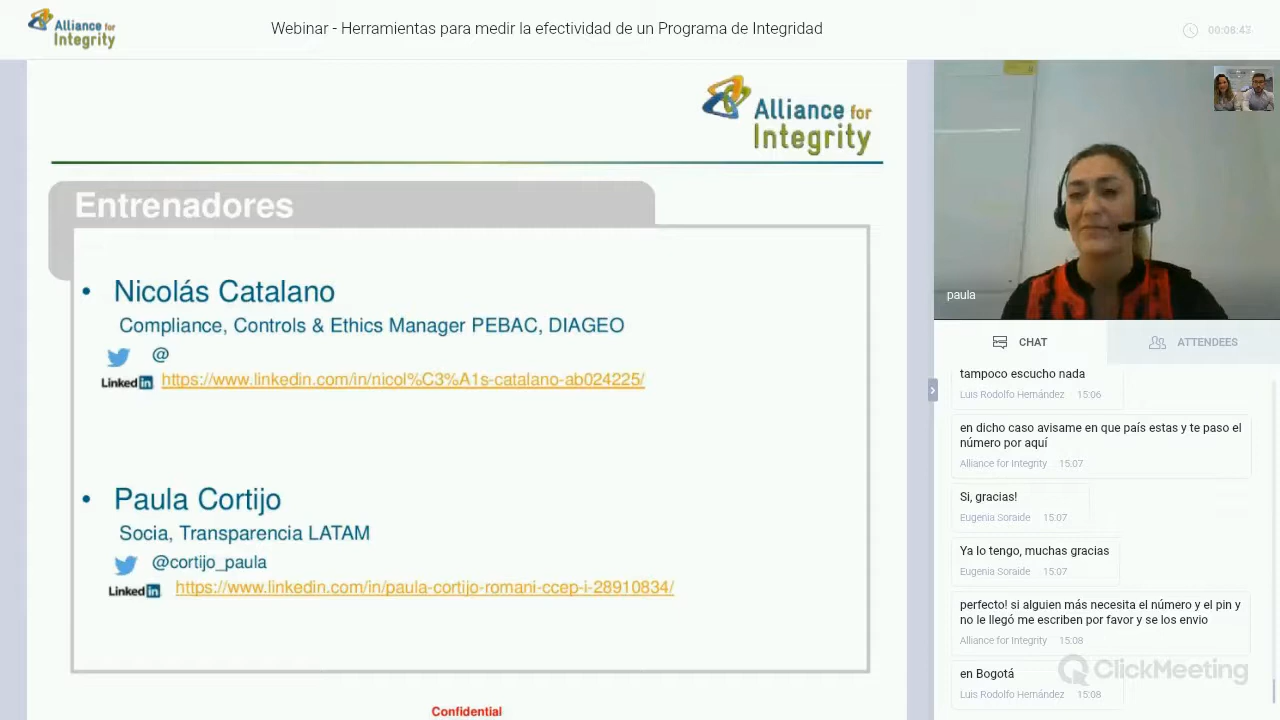 Alliance for
Integrity
Webinar - Herramientas para medir la efectividad de un Programa de Integridad
00:08:42
Alliance for
Integrity
Entrenadores
• Nicolás Catalano
Compliance, Controls & Ethics Manager PEBAC, DIAGEO
@
Linked in https://www.linkedin.com/in/nicol%C3%A1s-catalano-ab024225/
• Paula Cortijo
Socia, Transparencia LATAM
@cortijo_paula
Linked in https://www.linkedin.com/in/paula-cortijo-romani-ccep-i-28910834/
Confidential
paula
CHAT
ATTENDEES
tampoco escucho nada
Luis Rodolfo Hernández 15:06
en dicho caso avisame en que país estas y te paso el
número por aquí
Alliance for Integrity 15:07
Si, gracias!
Eugenia Soraide 15:07
Ya lo tengo, muchas gracias
Eugenia Soraide 15:07
perfecto! si alguien más necesita el número y el pin y
no le llegó me escriben por favor y se los envio
Alliance for Integrity 15:08
en Bogotá
Luis Rodolfo Hernández 15:08
ClickMeeting